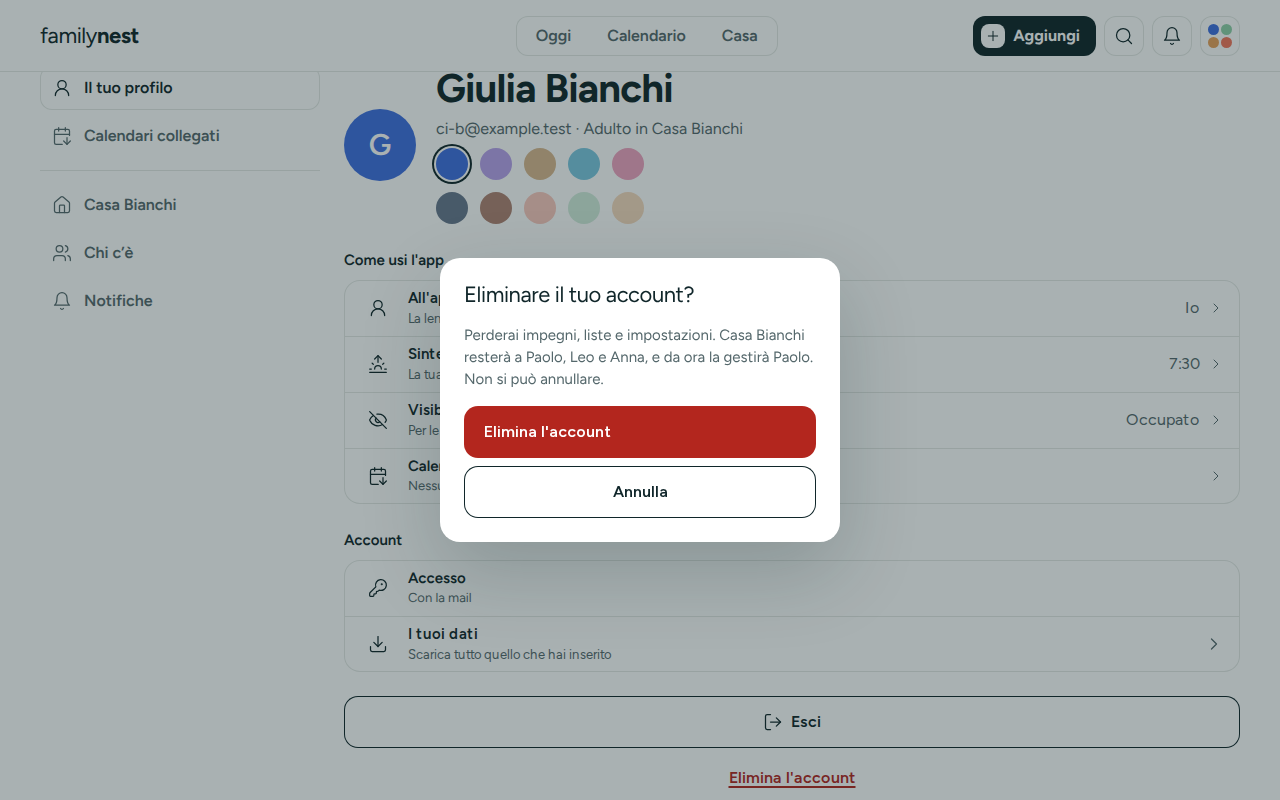 familynest
Oggi
Calendario
Casa
Aggiungi
Il tuo profilo
Calendari collegati
Casa Bianchi
Chi c’è
Notifiche
Giulia Bianchi
G
ci-b@example.test · Adulto in Casa Bianchi
Come usi l'app
Io
7:30
Per le
Occupato
Eliminare il tuo account?
Perderai impegni, liste e impostazioni. Casa Bianchi
resterà a Paolo, Leo e Anna, e da ora la gestirà Paolo.
Non si può annullare.
Elimina l'account
Annulla
Account
Accesso
Con la mail
I tuoi dati
Scarica tutto quello che hai inserito
Esci
Elimina l'account